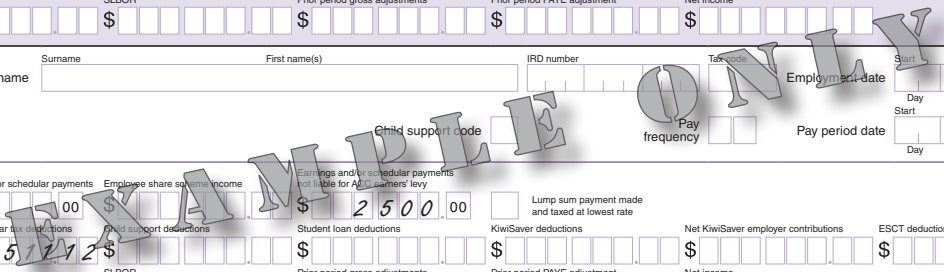 SLBOR Prior period gross adjustments Prior period PAYE adjustment Net income
$ . $ . $ . $
Surname First name(s) IRD number Tax code Start
name Employment date
Day
Start
Child support code Pay frequency Pay period date
Day
Earnings and/or schedular payments
or schedular payments Employee share scheme income not liable for ACC earners' levy
00 $ . $ 2500.00 Lump sum payment made
and taxed at lowest rate
ar tax deductions Child support deductions Student loan deductions KiwiSaver deductions Net KiwiSaver employer contributions ESCT deductio
511.12 $ . $ . $ . $ . $
SLBOR Prior period gross adjustments Prior period PAYE adjustment Net income
EXAMPLE ONLY